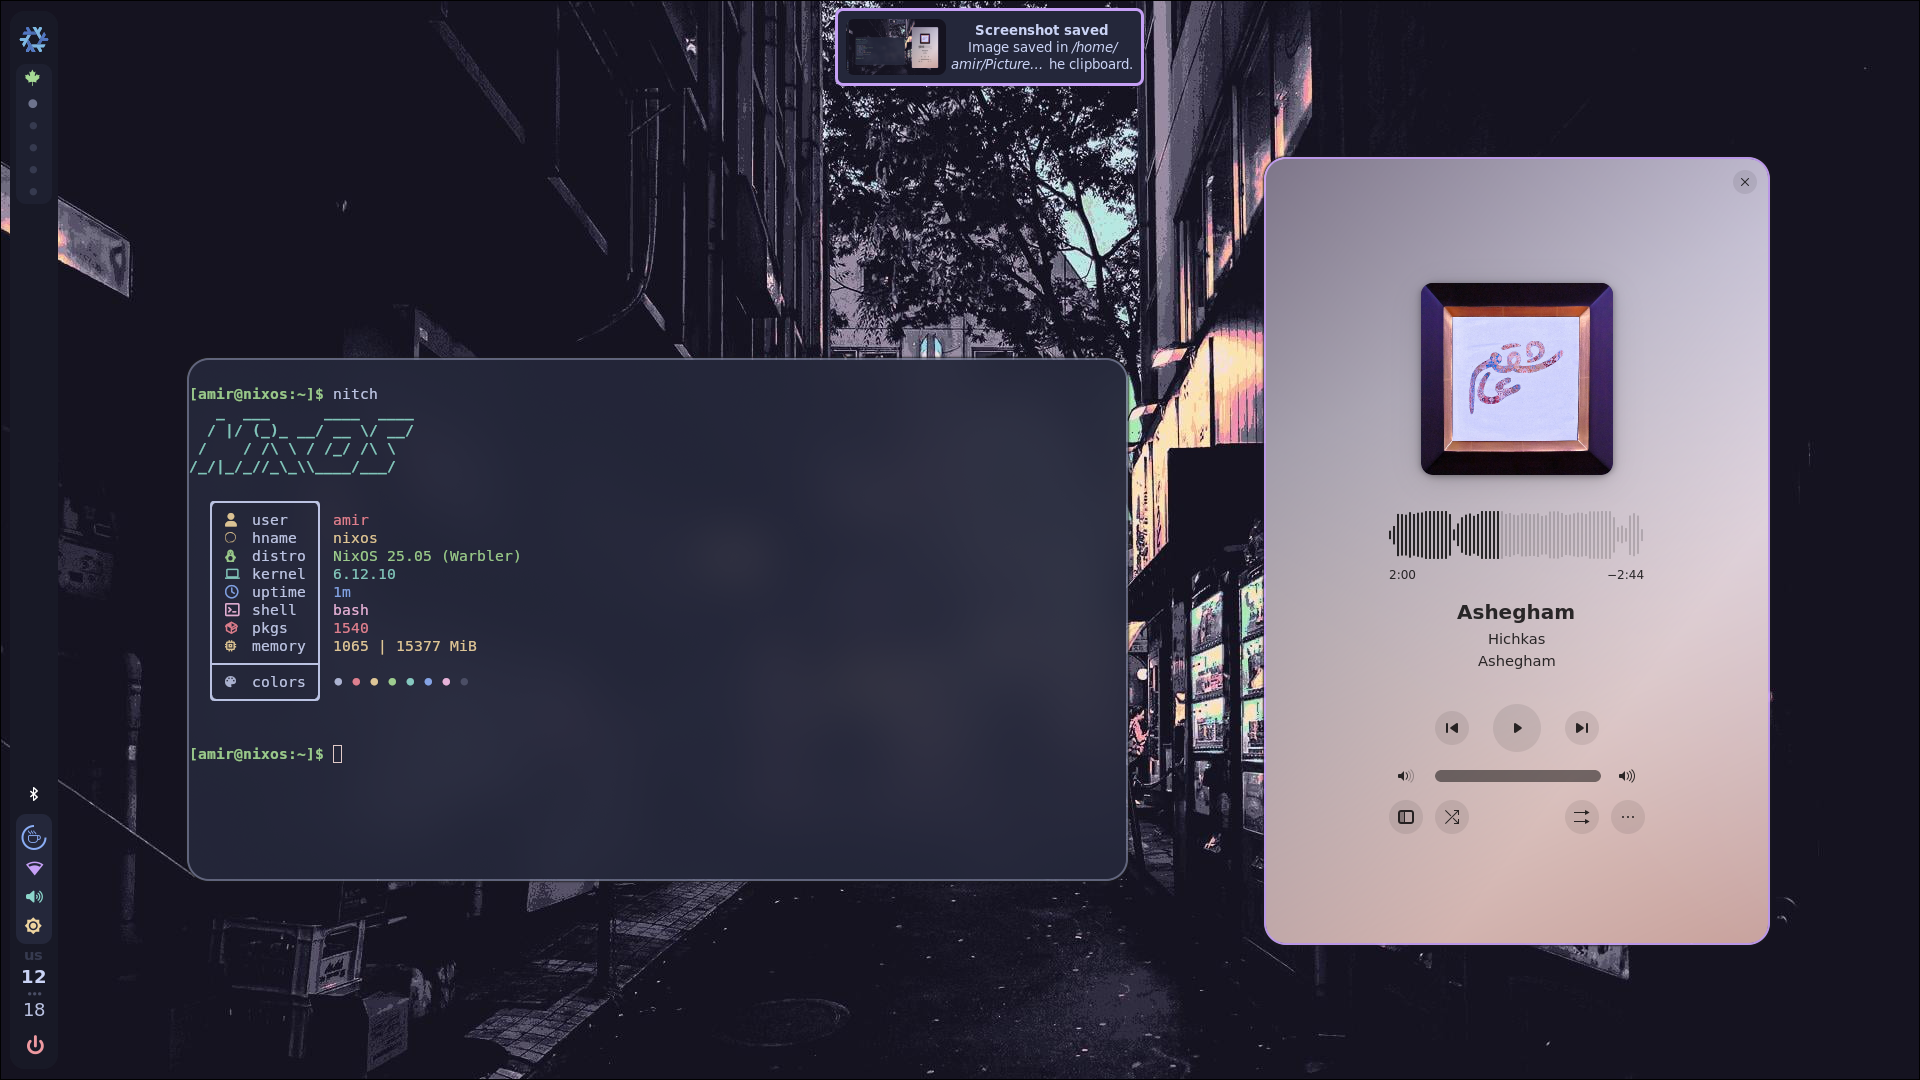 Screenshot saved
Image saved in /home/
amir/Picture... he clipboard.
[amir@nixos:~]$ nitch
user amir
hname nixos
distro NixOS 25.05 (Warbler)
kernel 6.12.10
uptime 1m
shell bash
pkgs 1540
memory 1065 | 15377 MiB
colors
[amir@nixos:~]$
2:00 −2:44
Ashegham
Hichkas
Ashegham
us
12
18